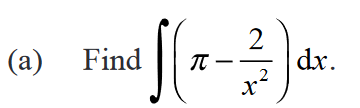 (a) Find ∫(π − 2/x²) dx.